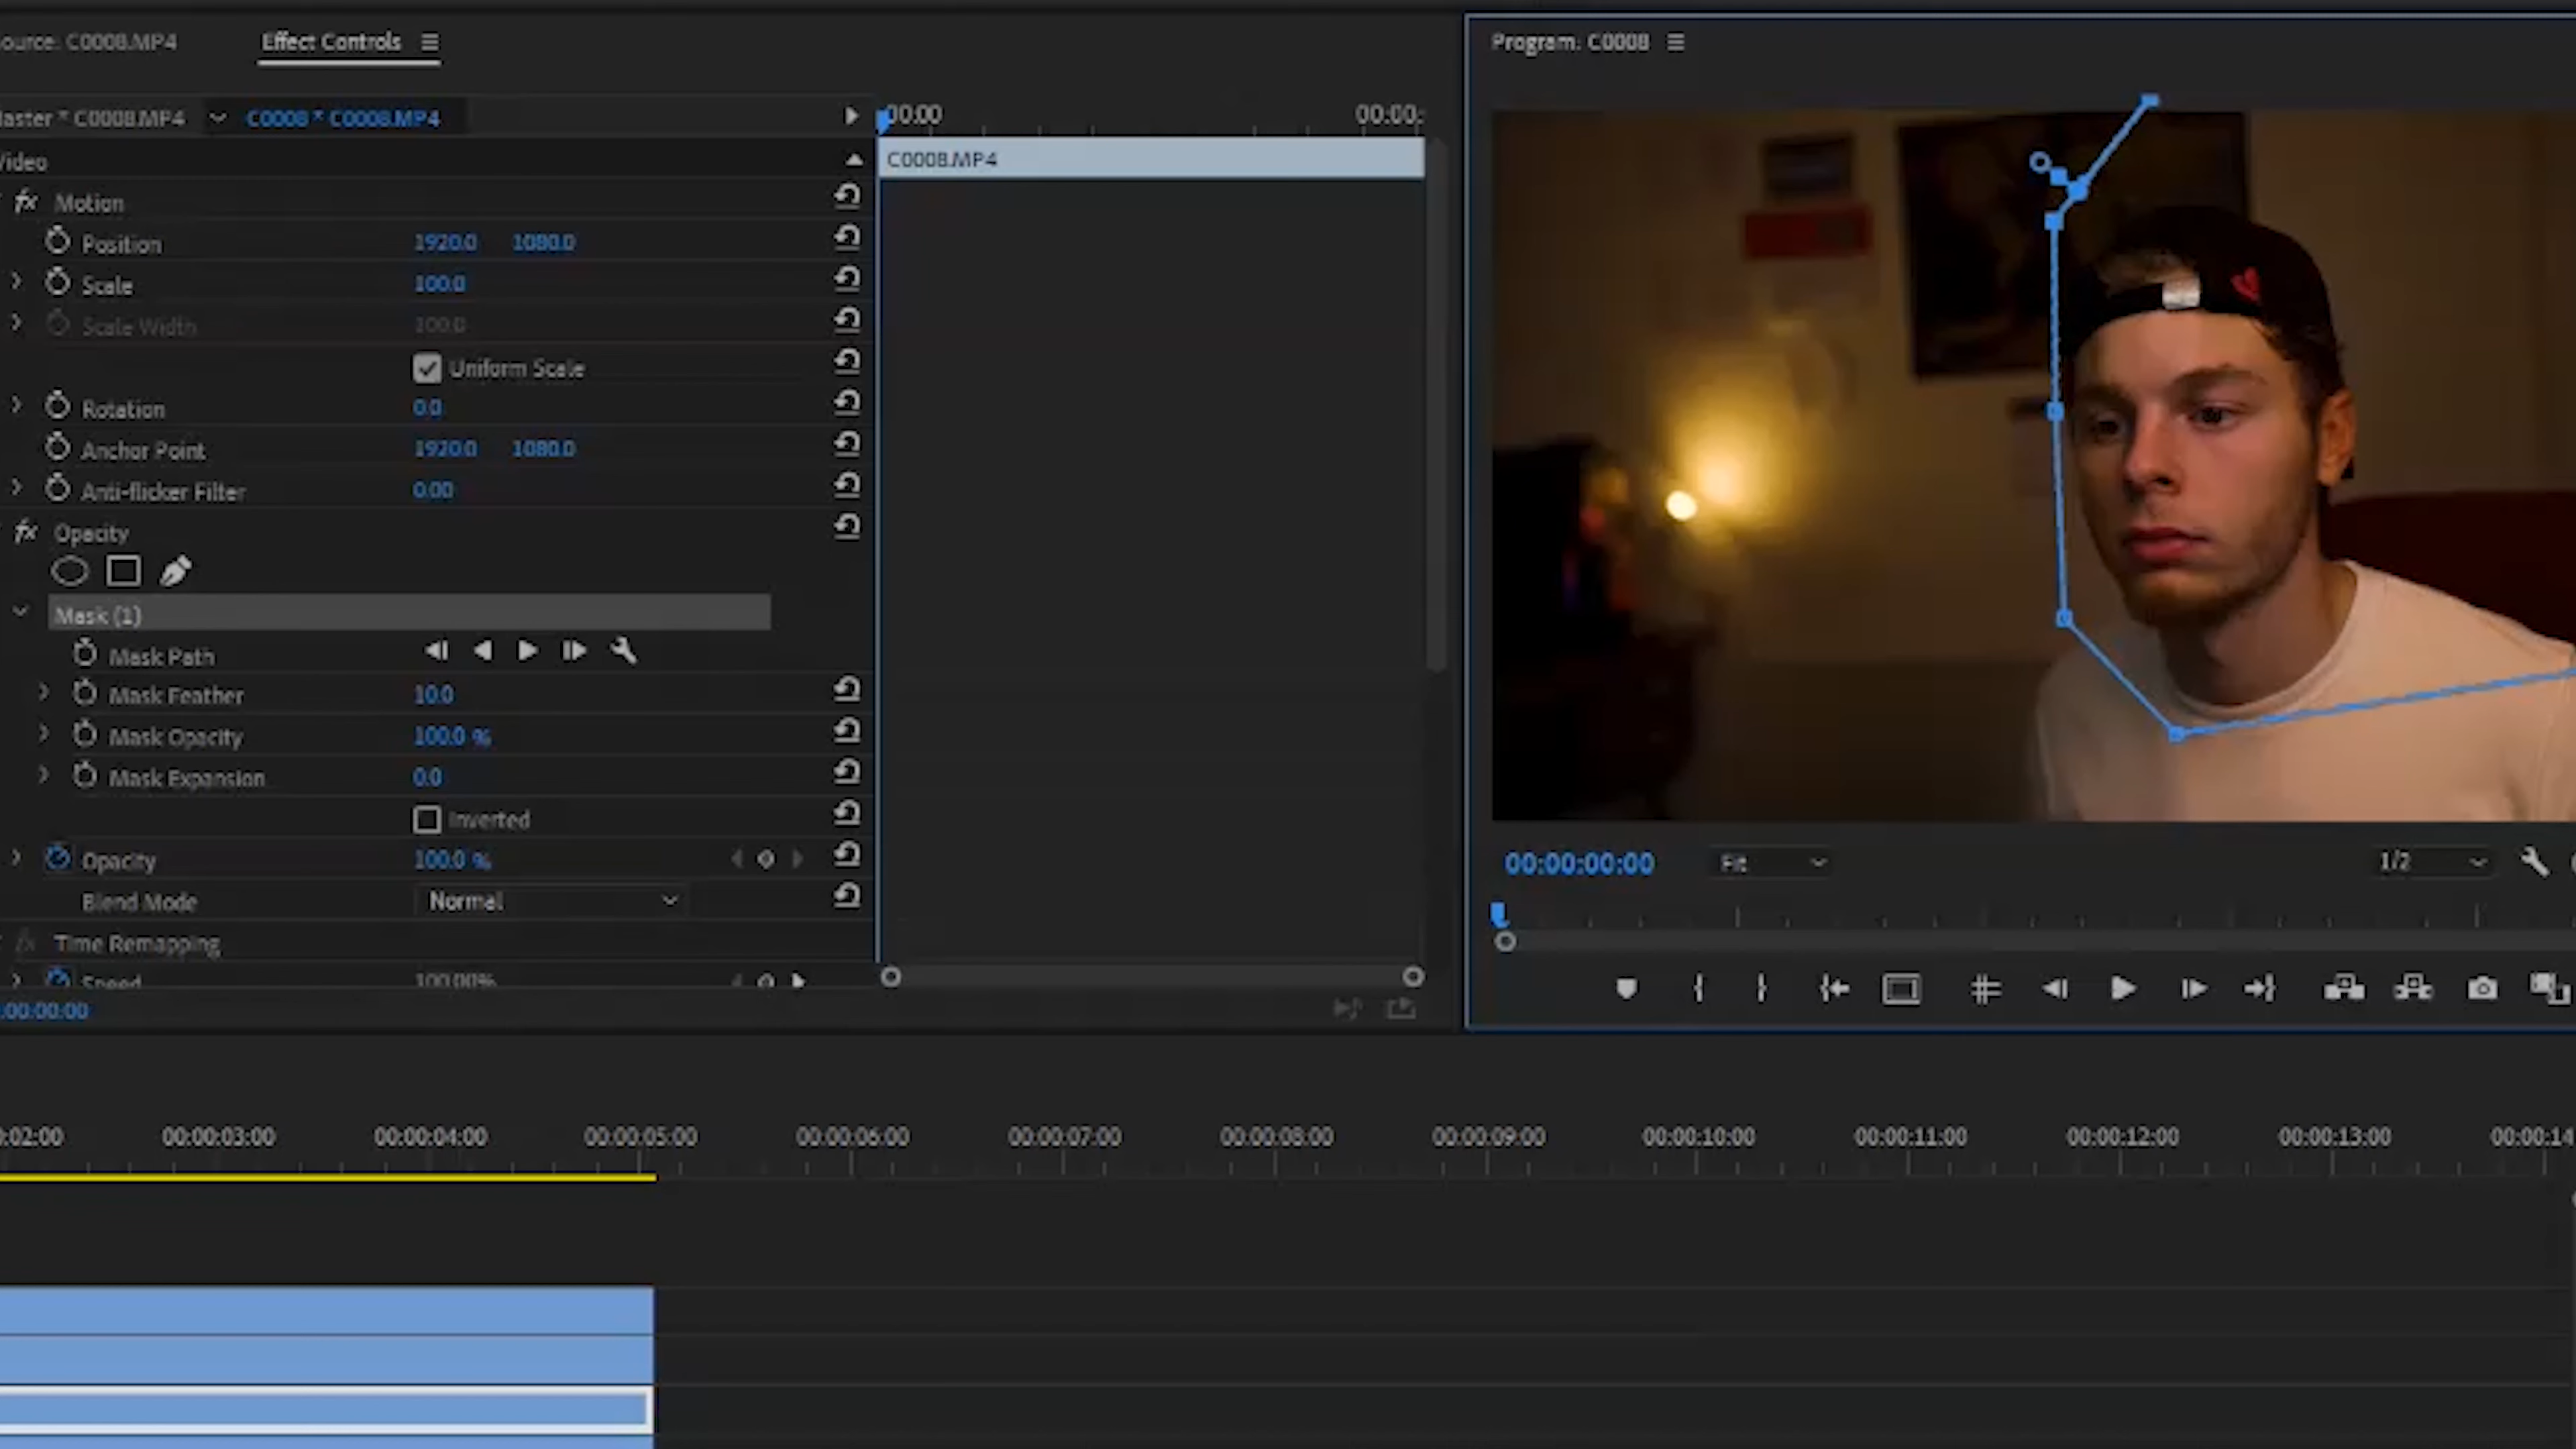 ource: C0008.MP4 Effect Controls
Program: C0008
laster * C0008.MP4 C0008 * C0008.MP4
:00:00 00:00:
Video
C0008.MP4
fx Motion
Position 1920.0 1080.0
Scale 100.0
Scale Width 100.0
Uniform Scale
Rotation 0.0
Anchor Point 1920.0 1080.0
Anti-flicker Filter 0.00
fx Opacity
Mask (1)
Mask Path
Mask Feather 10.0
Mask Opacity 100.0 %
Mask Expansion 0.0
Inverted
Opacity 100.0 %
Blend Mode Normal
fx Time Remapping
Speed 100.00%
:00:00:00
00:00:00:00 Fit 1/2
:02:00 00:00:03:00 00:00:04:00 00:00:05:00 00:00:06:00 00:00:07:00 00:00:08:00 00:00:09:00 00:00:10:00 00:00:11:00 00:00:12:00 00:00:13:00 00:00:14